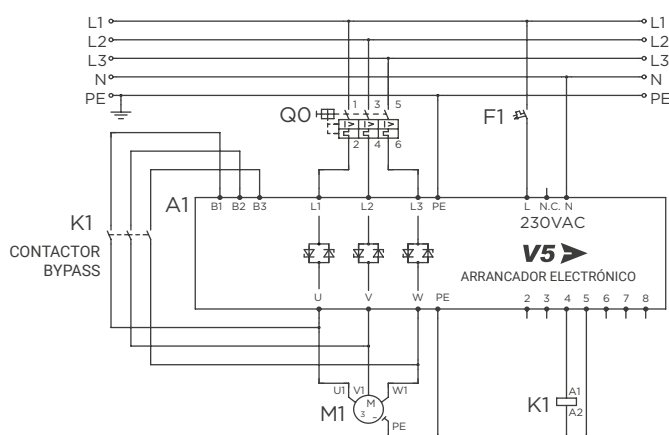 L1 L1
L2 L2
L3 L3
N N
PE PE
1 3 5
Q0 F1
I> I> I>
2 4 6
A1 B1 B2 B3 L1 L2 L3 PE L N.C. N
K1 230VAC
CONTACTOR V5
BYPASS ARRANCADOR ELECTRÓNICO
U V W PE 2 3 4 5 6 7 8
U1 V1 W1
M1 M K1 A1
3 ~ A2
PE